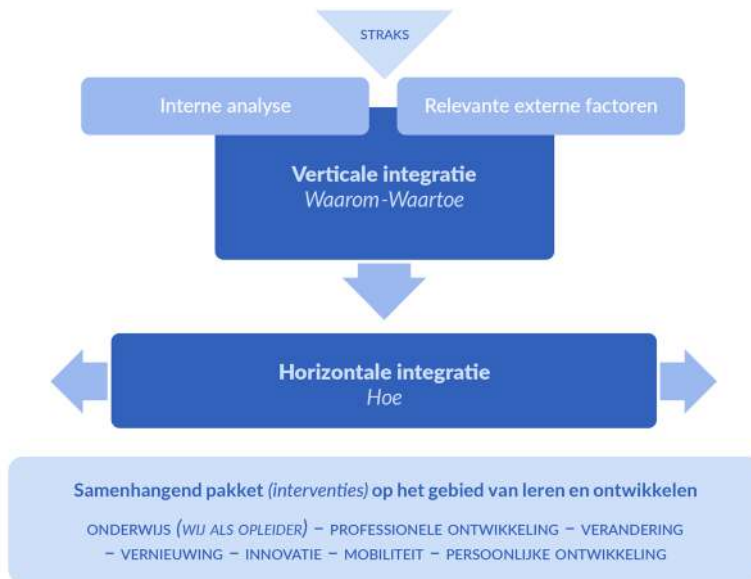 STRAKS
Interne analyse
Relevante externe factoren
Verticale integratie
Waarom-Waartoe
Horizontale integratie
Hoe
Samenhangend pakket (interventies) op het gebied van leren en ontwikkelen
ONDERWIJS (WIJ ALS OPLEIDER) – PROFESSIONELE ONTWIKKELING – VERANDERING
– VERNIEUWING – INNOVATIE – MOBILITEIT – PERSOONLIJKE ONTWIKKELING